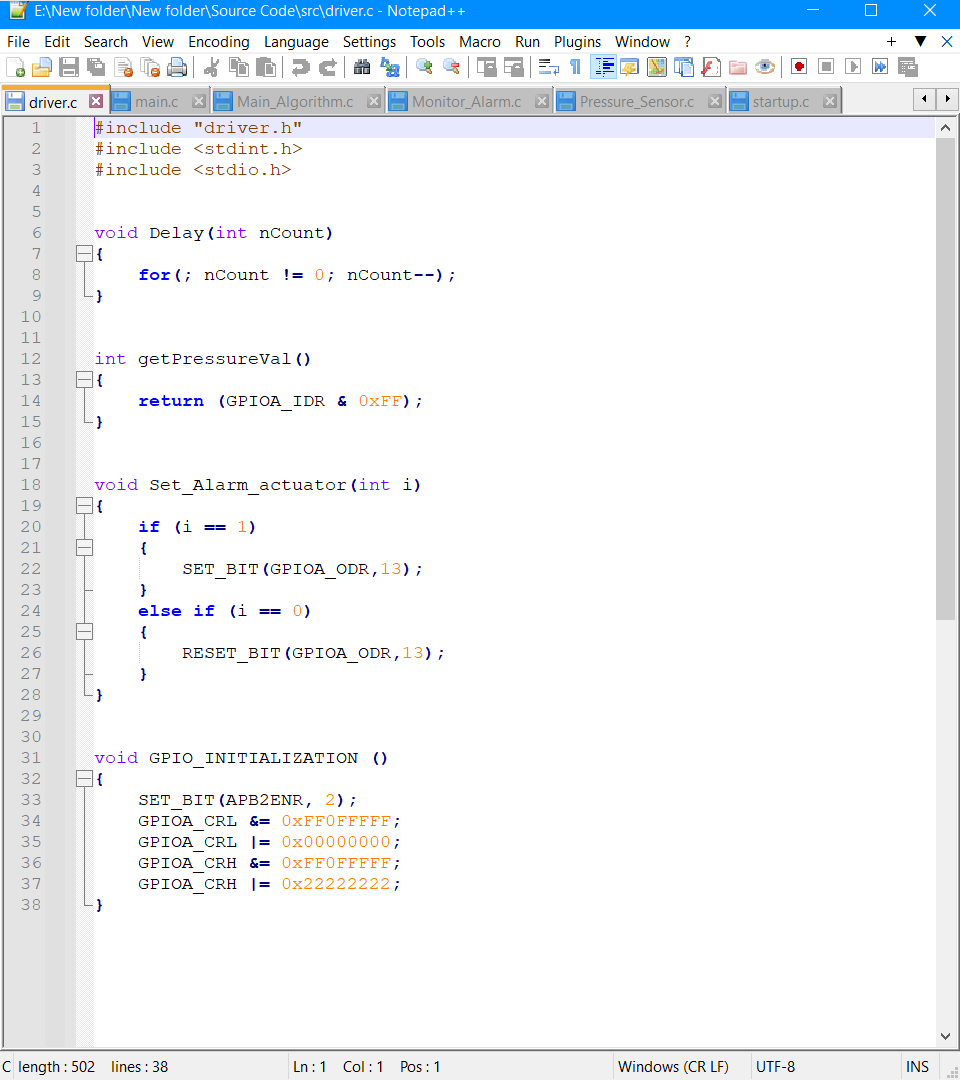 E:\New folder\New folder\Source Code\src\driver.c - Notepad++
File Edit Search View Encoding Language Settings Tools Macro Run Plugins Window ? + ▼ X
driver.c main.c Main_Algorithm.c Monitor_Alarm.c Pressure_Sensor.c startup.c
1 #include "driver.h"
2 #include <stdint.h>
3 #include <stdio.h>
4
5
6 void Delay(int nCount)
7 {
8     for(; nCount != 0; nCount--);
9 }
10
11
12 int getPressureVal()
13 {
14     return (GPIOA_IDR & 0xFF);
15 }
16
17
18 void Set_Alarm_actuator(int i)
19 {
20     if (i == 1)
21     {
22         SET_BIT(GPIOA_ODR,13);
23     }
24     else if (i == 0)
25     {
26         RESET_BIT(GPIOA_ODR,13);
27     }
28 }
29
30
31 void GPIO_INITIALIZATION ()
32 {
33     SET_BIT(APB2ENR, 2);
34     GPIOA_CRL &= 0xFF0FFFFF;
35     GPIOA_CRL |= 0x00000000;
36     GPIOA_CRH &= 0xFF0FFFFF;
37     GPIOA_CRH |= 0x22222222;
38 }
C length : 502 lines : 38 Ln : 1 Col : 1 Pos : 1 Windows (CR LF) UTF-8 INS